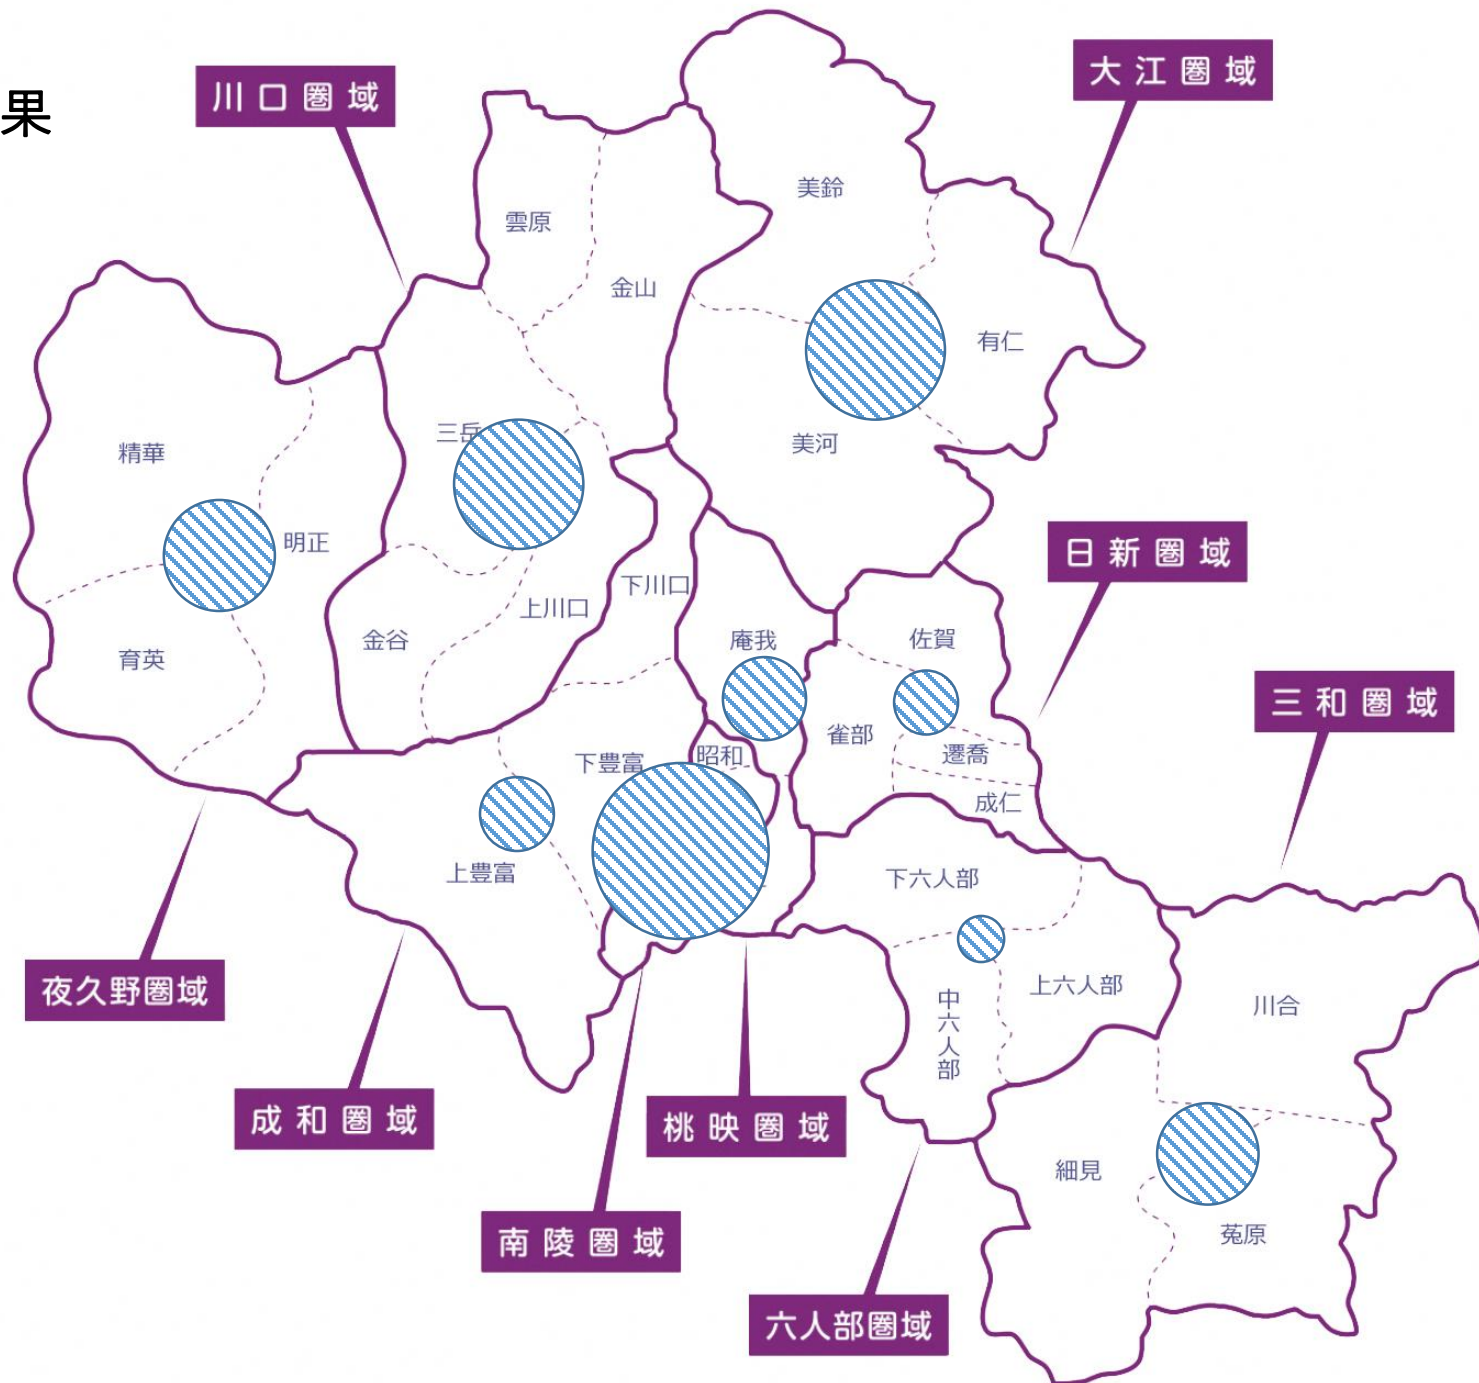 果
川口圏域
大江圏域
美鈴
雲原
金山
有仁
三岳
美河
精華
明正
日新圏域
下川口
上川口
金谷
庵我
佐賀
育英
三和圏域
雀部
昭和
遷喬
下豊富
成仁
上豊富
下六人部
上六人部
夜久野圏域
中六人部
川合
成和圏域
桃映圏域
細見
南陵圏域
菟原
六人部圏域